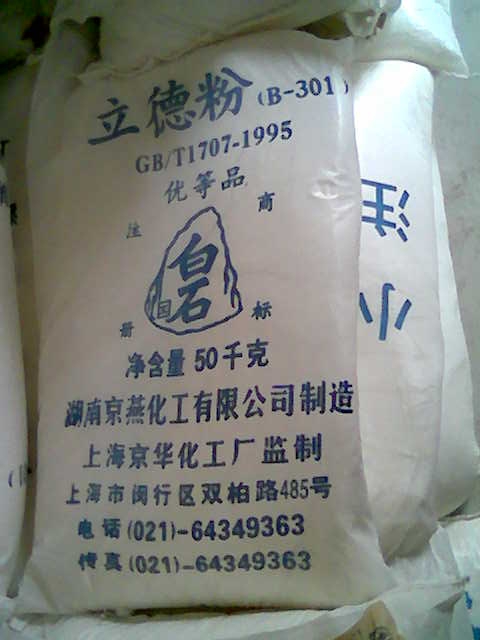 立德粉 (B-301)
GB/T1707-1995
优等品
注 商
白石
国
册 标
净含量 50千克
湖南京燕化工有限公司制造
上海京华化工厂监制
上海市闵行区双柏路485号
电话(021)-64349363
传真(021)-64349363
注
小